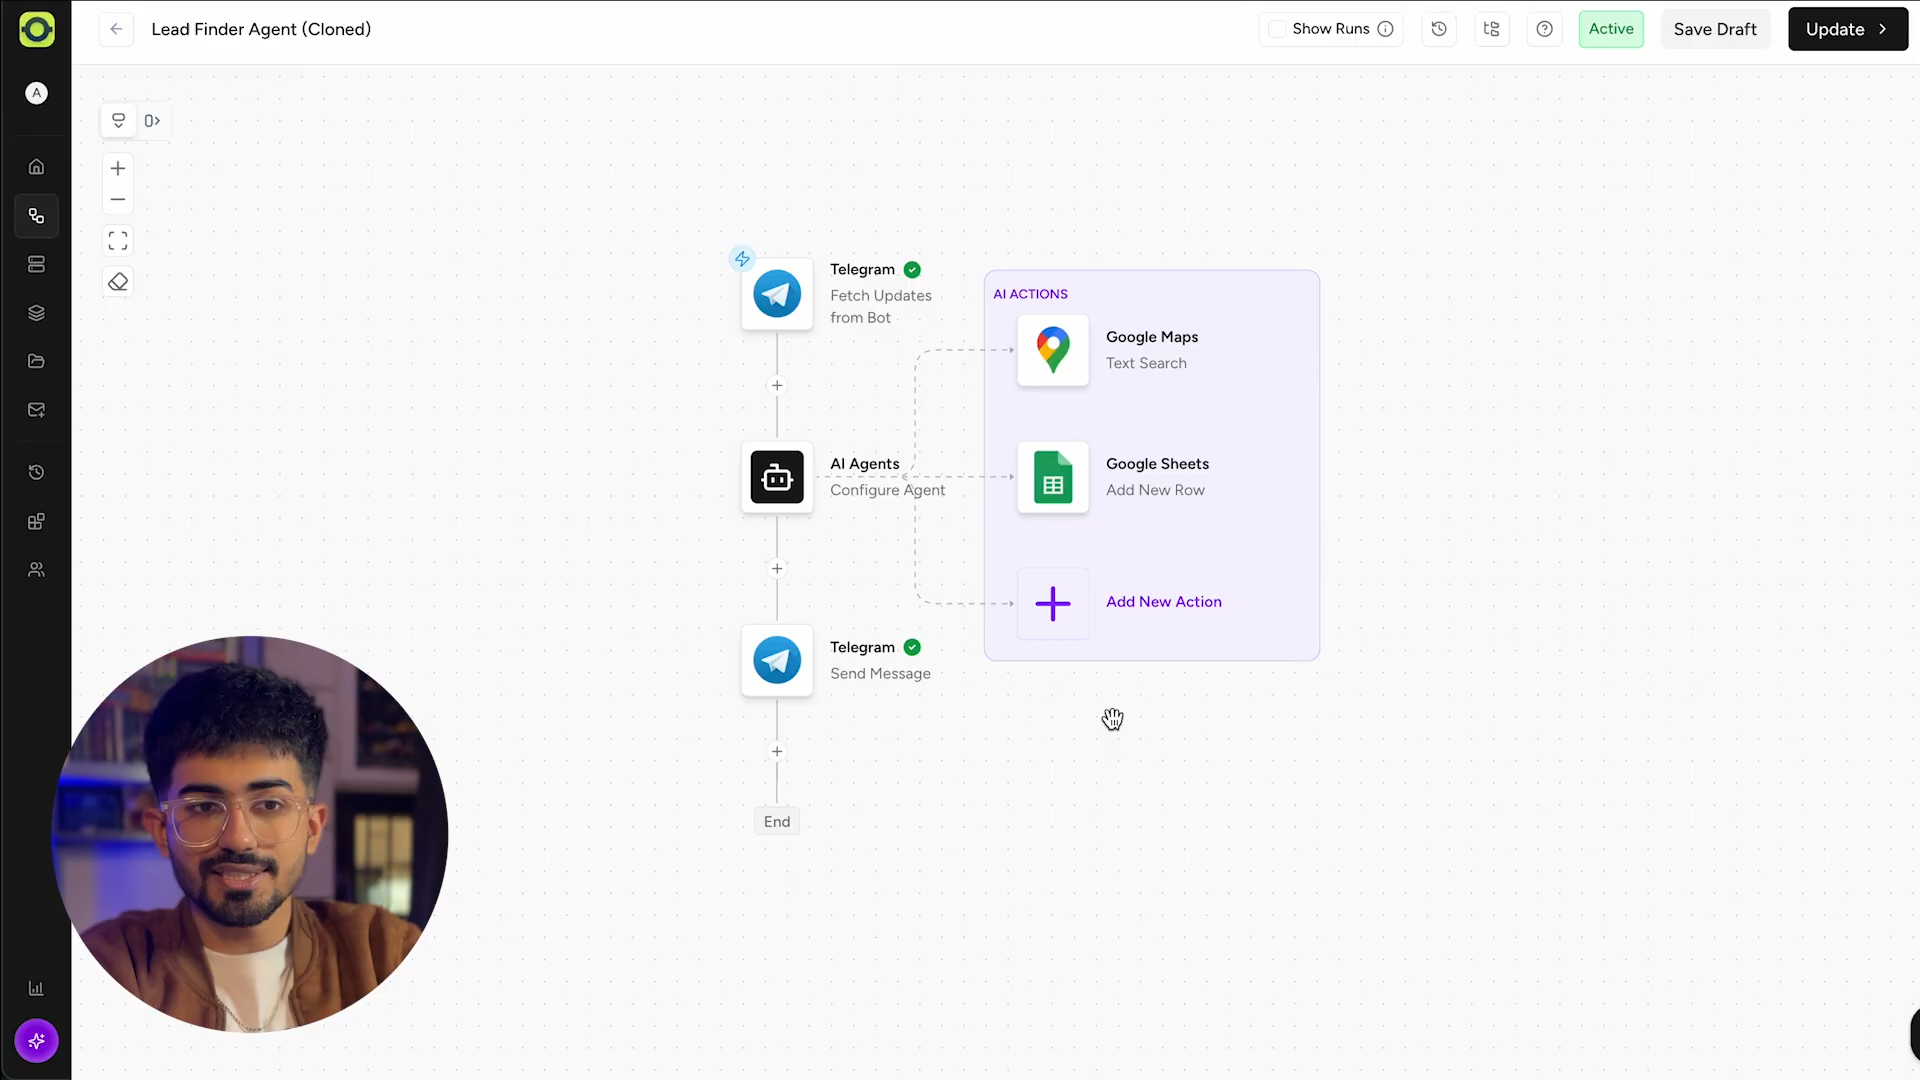 Lead Finder Agent (Cloned)
Show Runs
Active
Save Draft
Update
A
Telegram
Fetch Updates
from Bot
AI ACTIONS
Google Maps
Text Search
AI Agents
Configure Agent
Google Sheets
Add New Row
Add New Action
Telegram
Send Message
End